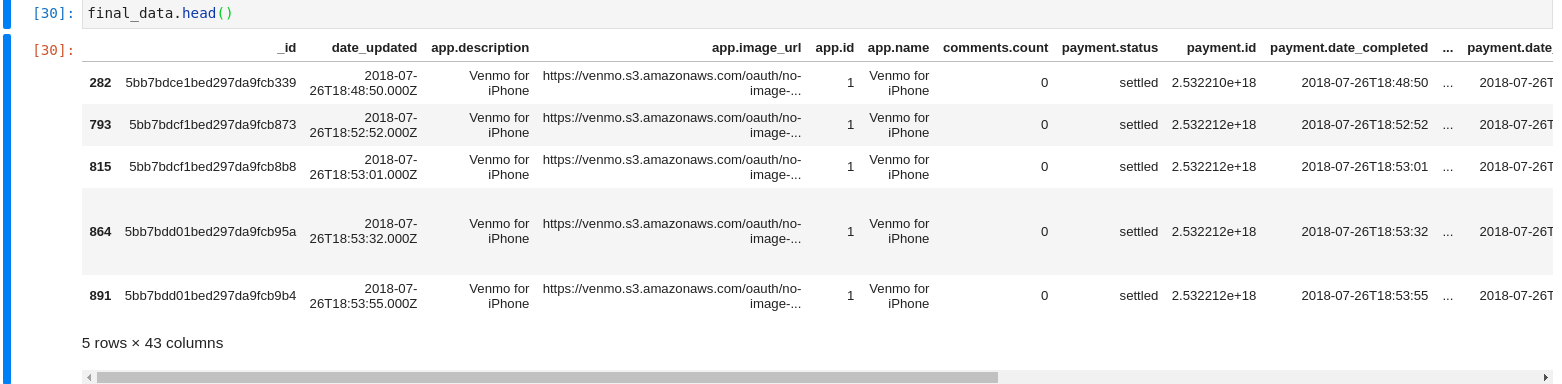 [30]: final_data.head()
[30]: _id date_updated app.description app.image_url app.id app.name comments.count payment.status payment.id payment.date_completed ... payment.date_
282 5bb7bdce1bed297da9fcb339 2018-07-26T18:48:50.000Z Venmo for iPhone https://venmo.s3.amazonaws.com/oauth/no-image-... 1 Venmo for iPhone 0 settled 2.532210e+18 2018-07-26T18:48:50 ... 2018-07-26T
793 5bb7bdcf1bed297da9fcb873 2018-07-26T18:52:52.000Z Venmo for iPhone https://venmo.s3.amazonaws.com/oauth/no-image-... 1 Venmo for iPhone 0 settled 2.532212e+18 2018-07-26T18:52:52 ... 2018-07-26T
815 5bb7bdcf1bed297da9fcb8b8 2018-07-26T18:53:01.000Z Venmo for iPhone https://venmo.s3.amazonaws.com/oauth/no-image-... 1 Venmo for iPhone 0 settled 2.532212e+18 2018-07-26T18:53:01 ... 2018-07-26T
864 5bb7bdd01bed297da9fcb95a 2018-07-26T18:53:32.000Z Venmo for iPhone https://venmo.s3.amazonaws.com/oauth/no-image-... 1 Venmo for iPhone 0 settled 2.532212e+18 2018-07-26T18:53:32 ... 2018-07-26T
891 5bb7bdd01bed297da9fcb9b4 2018-07-26T18:53:55.000Z Venmo for iPhone https://venmo.s3.amazonaws.com/oauth/no-image-... 1 Venmo for iPhone 0 settled 2.532212e+18 2018-07-26T18:53:55 ... 2018-07-26T
5 rows × 43 columns